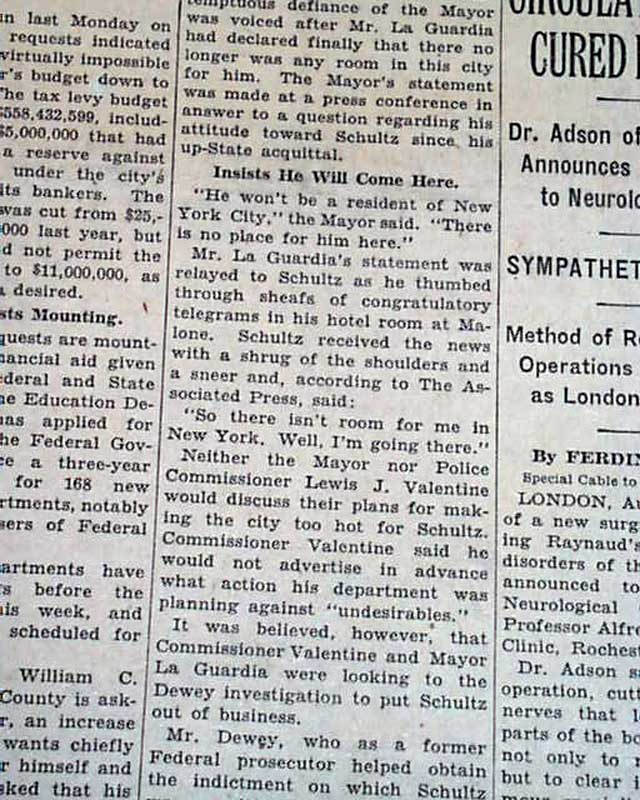 n last Monday on
requests indicated
virtually impossible
r's budget down to
The tax levy budget
$558,432,599, includ-
$5,000,000 that had
a reserve against
under the city's
its bankers. The
was cut from $25,-
000 last year, but
d not permit the
to $11,000,000, as
desired.
sts Mounting.
quests are mount-
nancial aid given
ederal and State
he Education De-
has applied for
he Federal Gov-
ce a three-year
for 168 new
rtments, notably
sers of Federal
artments have
s before the
his week, and
scheduled for
William C.
County is ask-
r, an increase
wants chiefly
r himself and
sked that his
temptuous defiance of the Mayor
was voiced after Mr. La Guardia
had declared finally that there no
longer was any room in this city
for him. The Mayor's statement
was made at a press conference in
answer to a question regarding his
attitude toward Schultz since his
up-State acquittal.
Insists He Will Come Here.
"He won't be a resident of New
York City," the Mayor said. "There
is no place for him here."
Mr. La Guardia's statement was
relayed to Schultz as he thumbed
through sheafs of congratulatory
telegrams in his hotel room at Ma-
lone. Schultz received the news
with a shrug of the shoulders and
a sneer and, according to The As-
sociated Press, said:
"So there isn't room for me in
New York. Well, I'm going there."
Neither the Mayor nor Police
Commissioner Lewis J. Valentine
would discuss their plans for mak-
ing the city too hot for Schultz.
Commissioner Valentine said he
would not advertise in advance
what action his department was
planning against "undesirables."
It was believed, however, that
Commissioner Valentine and Mayor
La Guardia were looking to the
Dewey investigation to put Schultz
out of business.
Mr. Dewey, who as a former
Federal prosecutor helped obtain
the indictment on which Schultz
CIRCULA
CURED
Dr. Adson of
Announces
to Neurolo
SYMPATHET
Method of R
Operations
as London
By FERDIN
Special Cable to
LONDON, A
of a new surg
ing Raynaud's
disorders of th
announced to
Neurological
Professor Alfre
Clinic, Rochest
Dr. Adson s
operation, cutt
nerves that l
parts of the bo
not only to r
but to clear